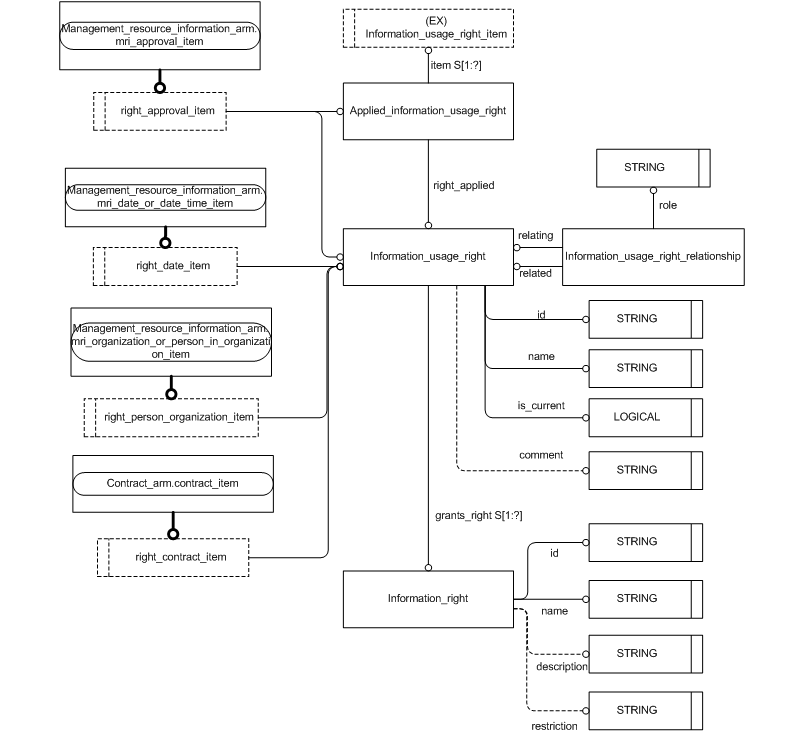 Management_resource_information_arm.
mri_approval_item
(EX)
Information_usage_right_item
item S[1:?]
right_approval_item
Applied_information_usage_right
right_applied
STRING
role
Management_resource_information_arm.
mri_date_or_date_time_item
right_date_item
Information_usage_right
relating
related
Information_usage_right_relationship
id
STRING
name
STRING
is_current
LOGICAL
comment
STRING
Management_resource_information_arm.
mri_organization_or_person_in_organizati
on_item
right_person_organization_item
Contract_arm.contract_item
right_contract_item
grants_right S[1:?]
Information_right
id
STRING
name
STRING
description
STRING
restriction
STRING